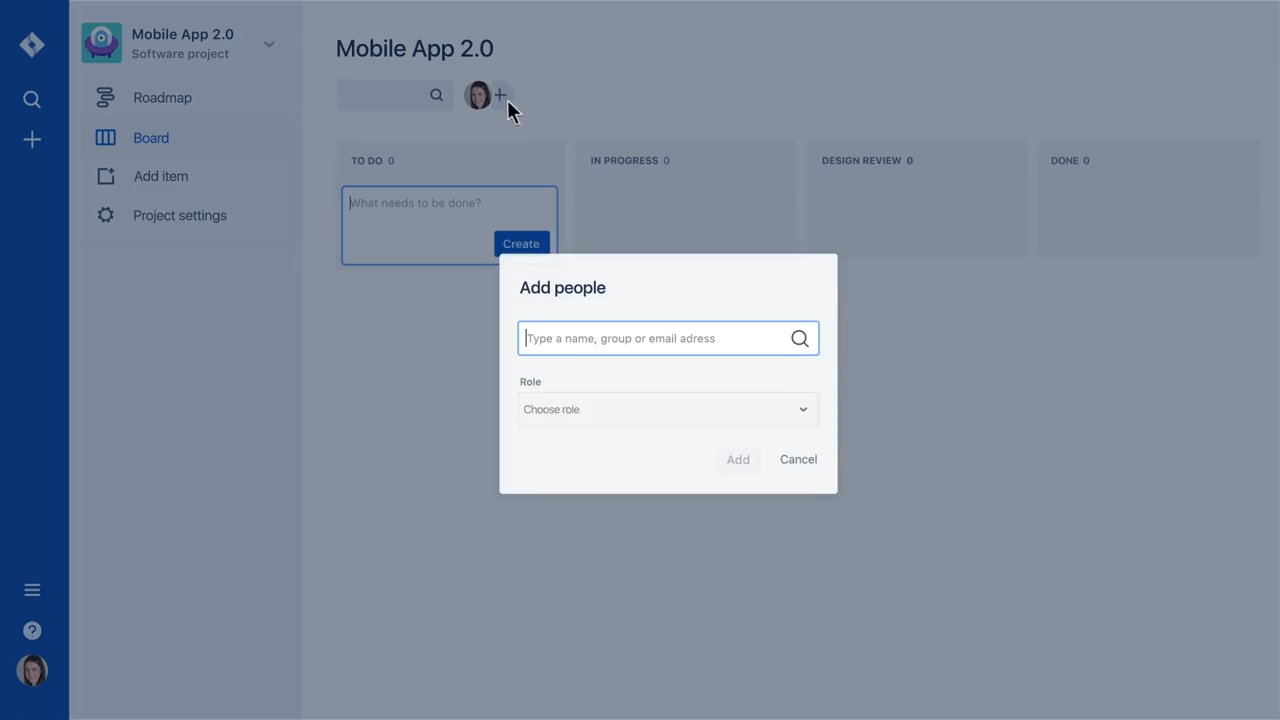 Mobile App 2.0
Software project
Roadmap
Board
Add item
Project settings
Mobile App 2.0
TO DO 0
IN PROGRESS 0
DESIGN REVIEW 0
DONE 0
What needs to be done?
Create
Add people
Type a name, group or email adress
Role
Choose role
Add
Cancel